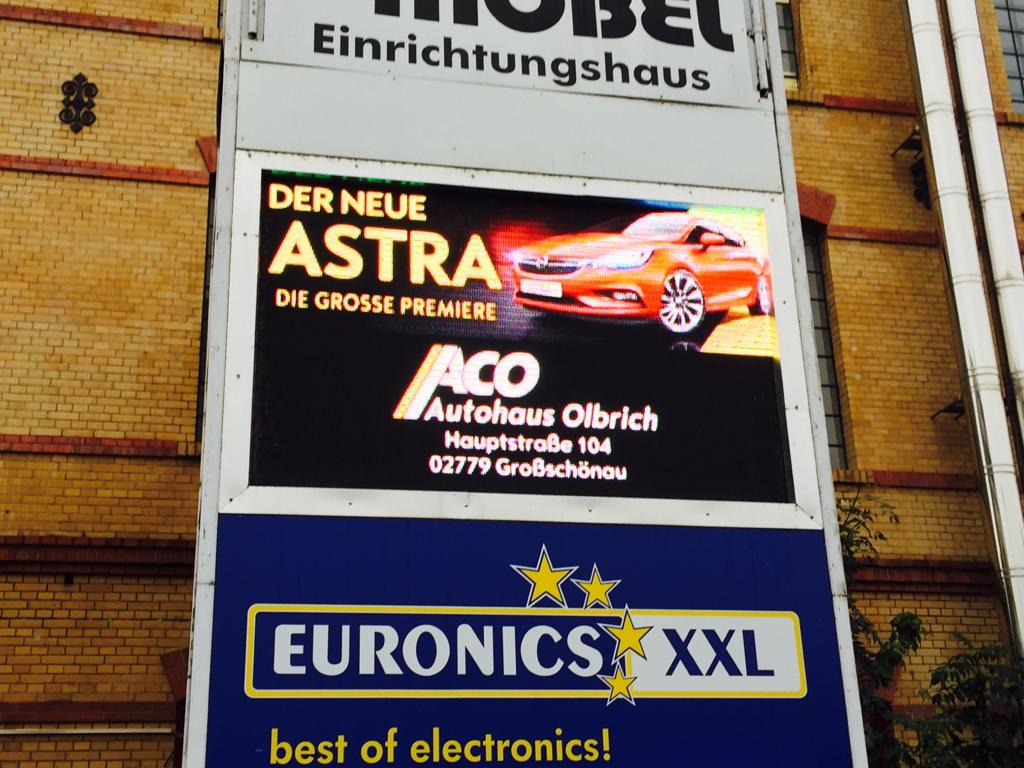 MÖBEL
Einrichtungshaus
DER NEUE
ASTRA
DIE GROSSE PREMIERE
ACO
Autohaus Olbrich
Hauptstraße 104
02779 Großschönau
EURONICS XXL
best of electronics!